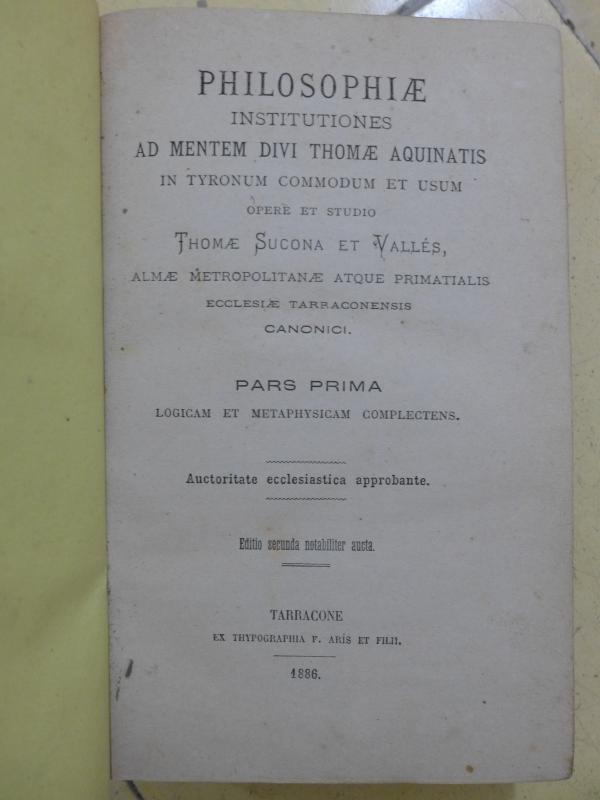 PHILOSOPHIÆ
INSTITUTIONES
AD MENTEM DIVI THOMÆ AQUINATIS
IN TYRONUM COMMODUM ET USUM
OPERE ET STUDIO
THOMÆ SUCONA ET VALLÉS,
ALMÆ METROPOLITANÆ ATQUE PRIMATIALIS
ECCLESIÆ TARRACONENSIS
CANONICI.
PARS PRIMA
LOGICAM ET METAPHYSICAM COMPLECTENS.
Auctoritate ecclesiastica approbante.
Editio secunda notabiliter aucta.
TARRACONE
EX THYPOGRAPHIA F. ARÍS ET FILII.
1886.